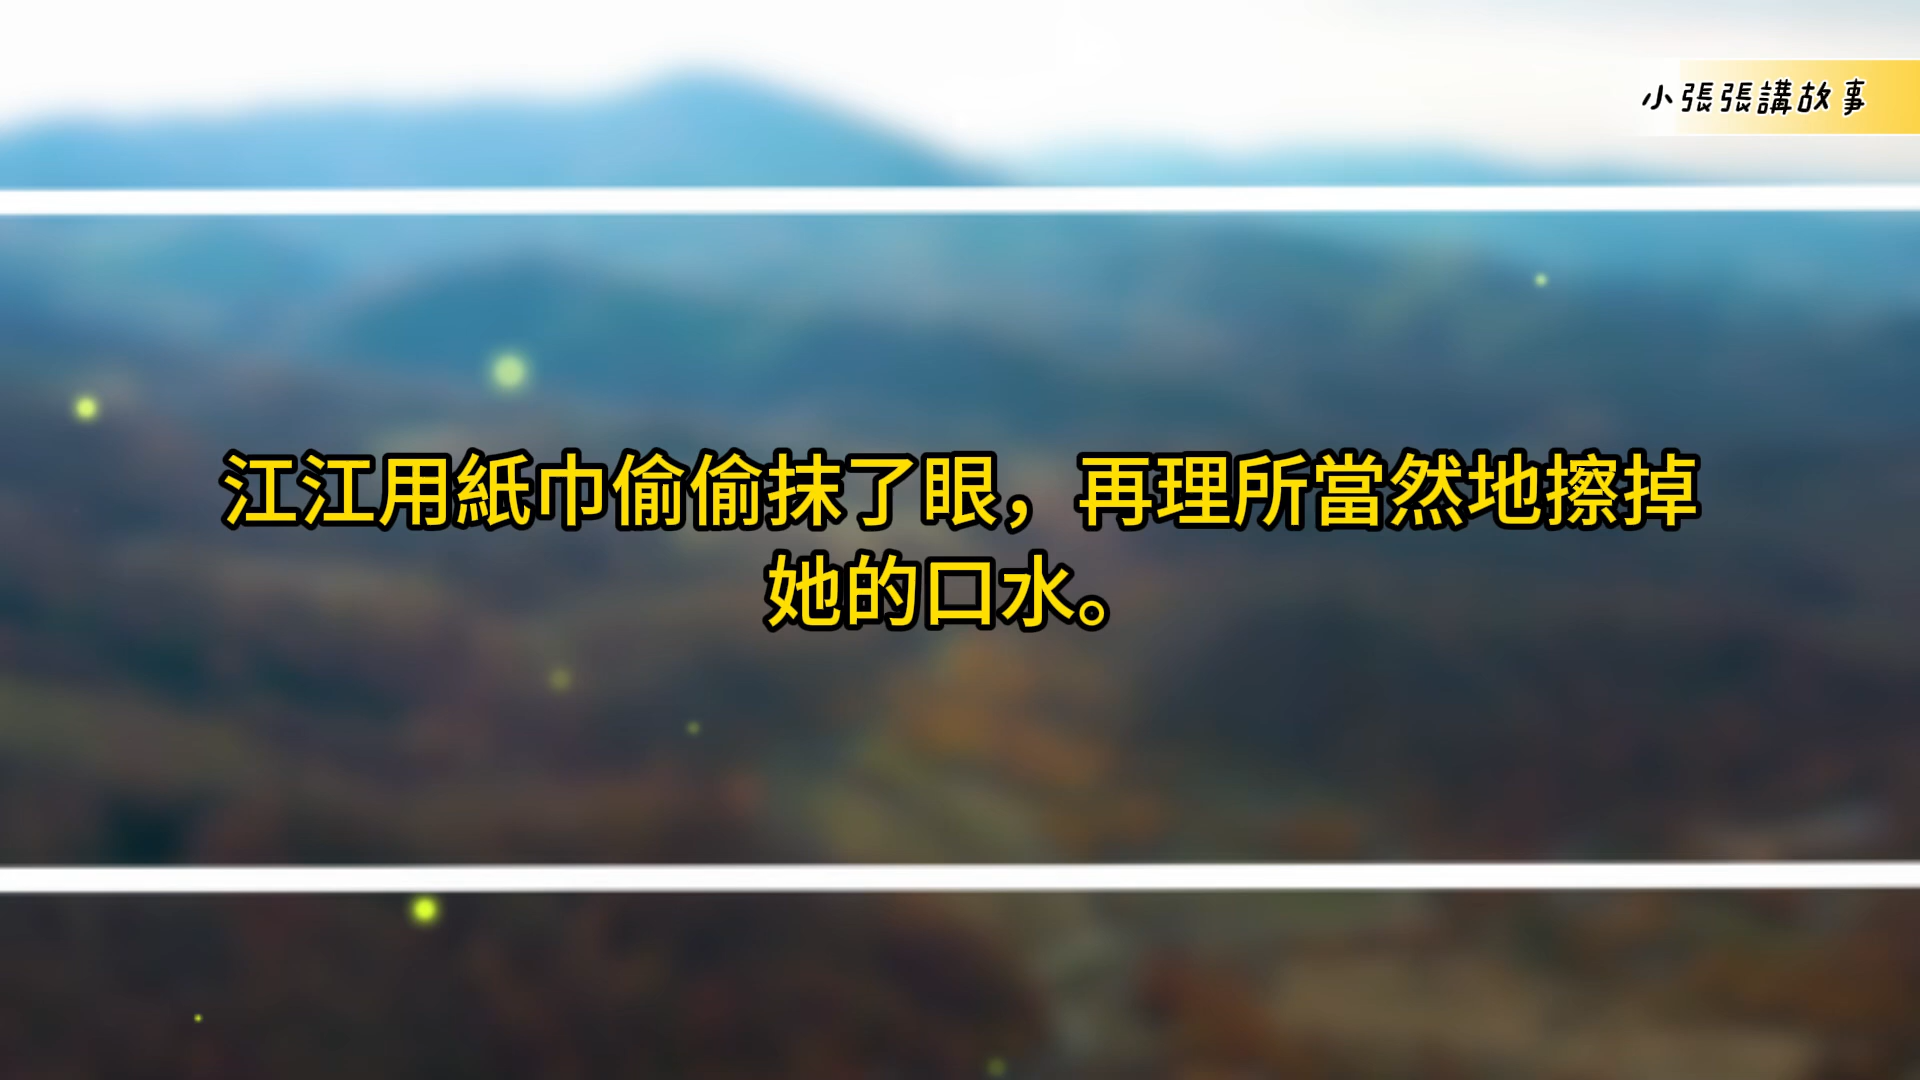 小張張講故事
江江用紙巾偷偷抹了眼，再理所當然地擦掉
她的口水。